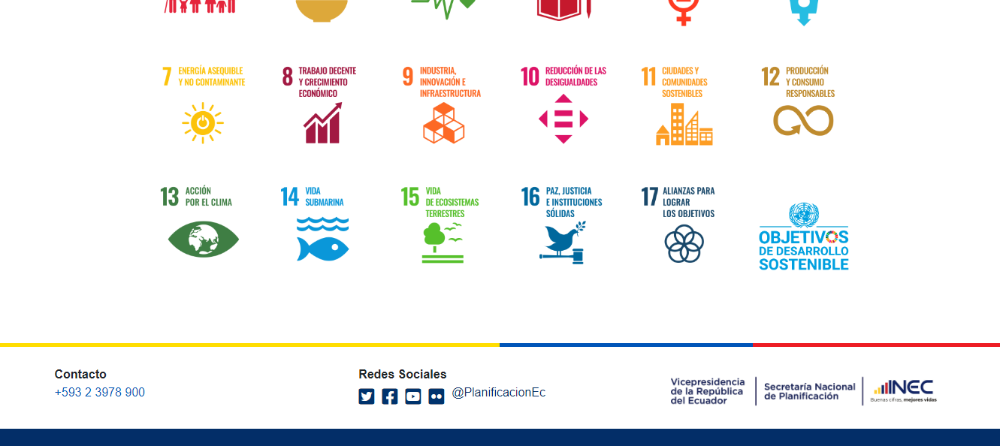 7 ENERGÍA ASEQUIBLE
Y NO CONTAMINANTE
8 TRABAJO DECENTE
Y CRECIMIENTO
ECONÓMICO
9 INDUSTRIA,
INNOVACIÓN E
INFRAESTRUCTURA
10 REDUCCIÓN DE LAS
DESIGUALDADES
11 CIUDADES Y
COMUNIDADES
SOSTENIBLES
12 PRODUCCIÓN
Y CONSUMO
RESPONSABLES
13 ACCIÓN
POR EL CLIMA
14 VIDA
SUBMARINA
15 VIDA
DE ECOSISTEMAS
TERRESTRES
16 PAZ, JUSTICIA
E INSTITUCIONES
SÓLIDAS
17 ALIANZAS PARA
LOGRAR
LOS OBJETIVOS
OBJETIVOS
DE DESARROLLO
SOSTENIBLE
Contacto
+593 2 3978 900
Redes Sociales
@PlanificacionEc
Vicepresidencia
de la República
del Ecuador
Secretaría Nacional
de Planificación
INEC
Buenas cifras, mejores vidas